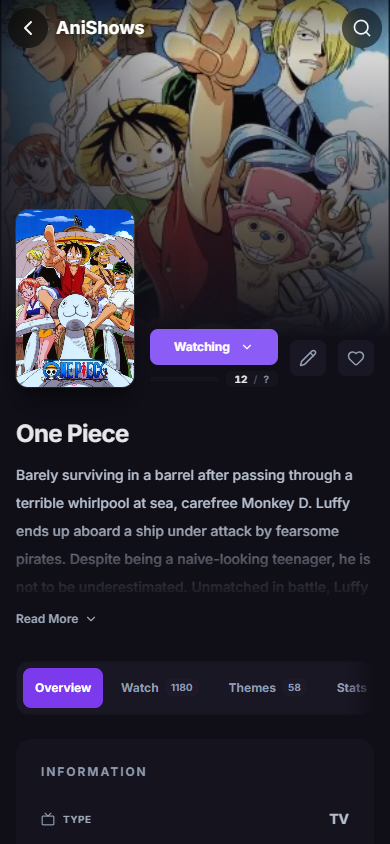 AniShows
ONE PIECE
Watching
12 / ?
One Piece
Barely surviving in a barrel after passing through a
terrible whirlpool at sea, carefree Monkey D. Luffy
ends up aboard a ship under attack by fearsome
pirates. Despite being a naive-looking teenager, he is
not to be underestimated. Unmatched in battle, Luffy
Read More
Overview
Watch 1180
Themes 58
Stats
INFORMATION
TYPE
TV